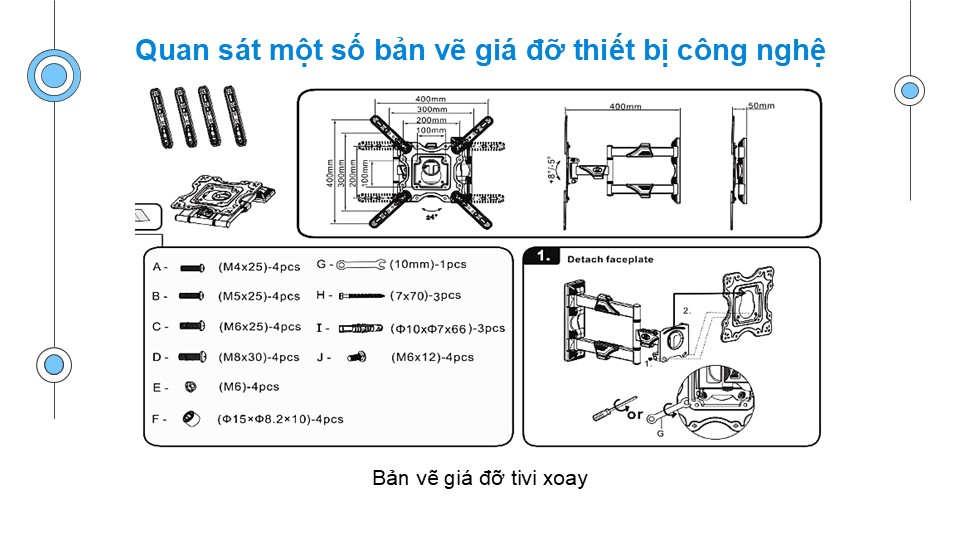 Quan sát một số bản vẽ giá đỡ thiết bị công nghệ
400mm
300mm
200mm
100mm
400mm
300mm
200mm
100mm
24°
400mm
50mm
+8°/-5°
A - (M4x25)-4pcs
B - (M5x25)-4pcs
C - (M6x25)-4pcs
D - (M8x30)-4pcs
E - (M6)-4pcs
F - (Φ15×Φ8.2×10)-4pcs
G - (10mm)-1pcs
H - (7x70)-3pcs
I - (Φ10xΦ7x66)-3pcs
J - (M6x12)-4pcs
1. Detach faceplate
2.
1.
or
G
Bản vẽ giá đỡ tivi xoay